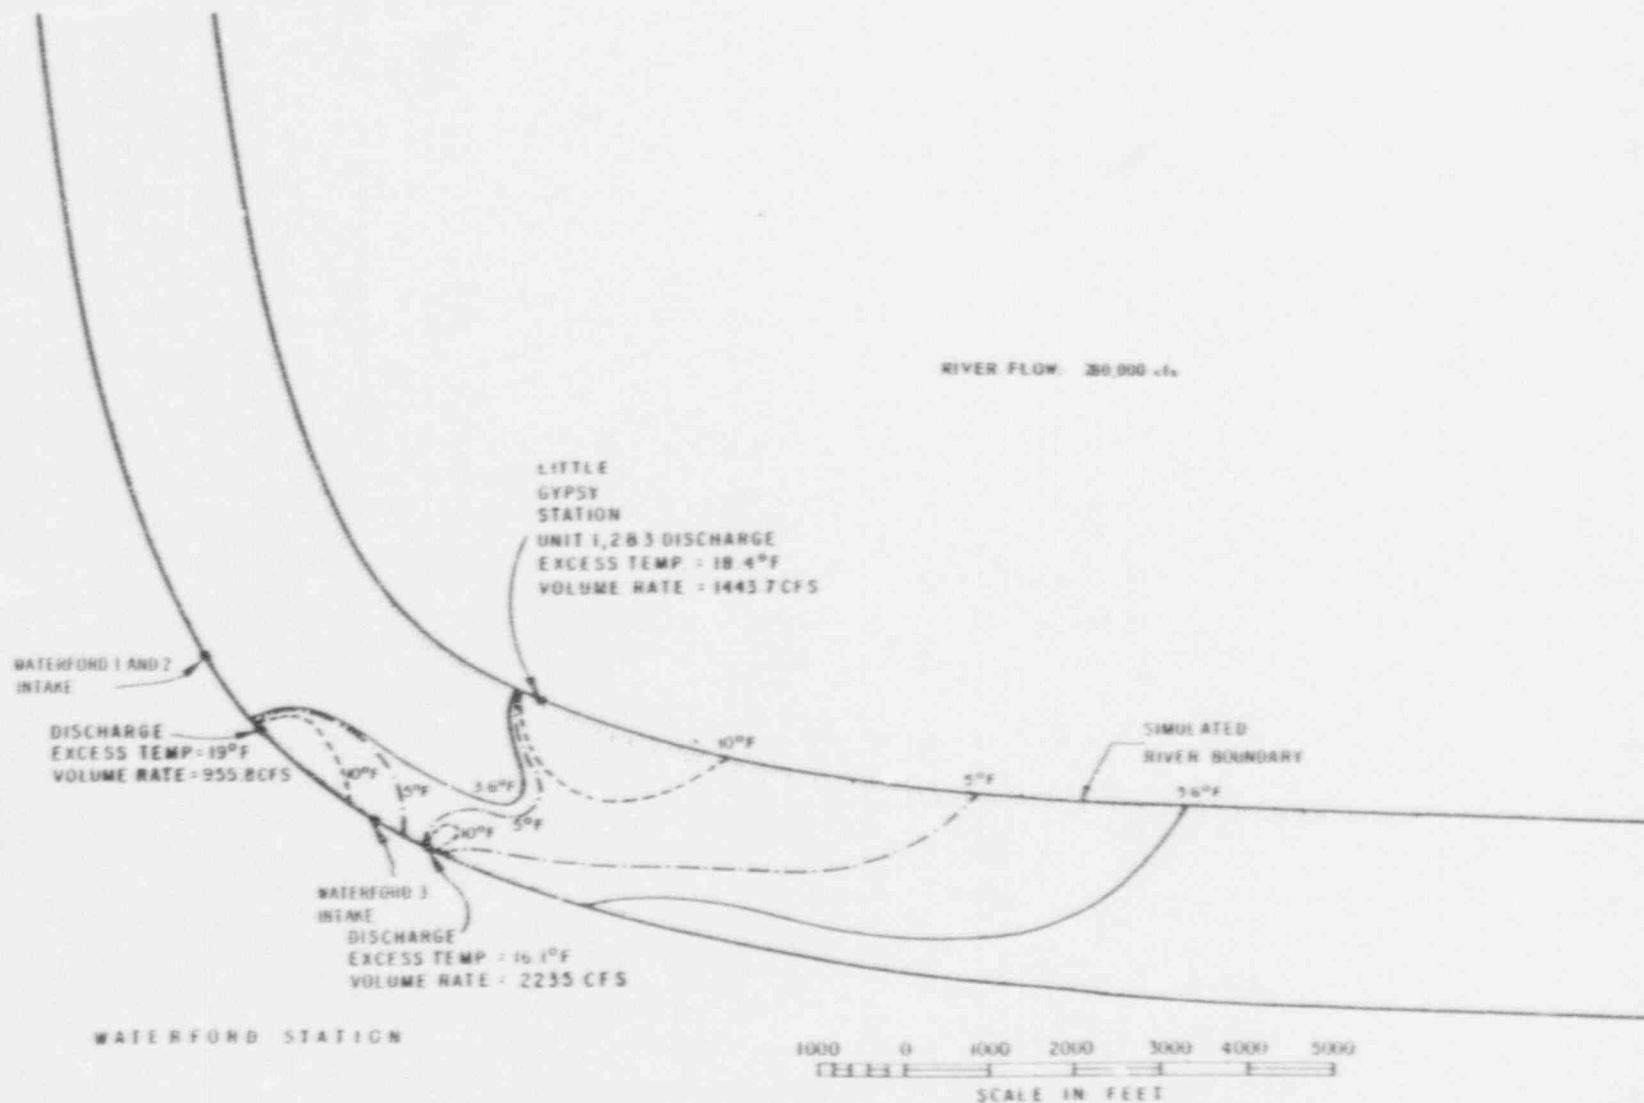 RIVER FLOW: 280,000 cfs
LITTLE
GYPSY
STATION
UNIT 1,2&3 DISCHARGE
EXCESS TEMP. = 18.4°F
VOLUME RATE = 1443.7 CFS
WATERFORD 1 AND 2
INTAKE
DISCHARGE
EXCESS TEMP = 19°F
VOLUME RATE = 955.8CFS
10°F
5°F
3.6°F
10°F
5°F
10°F
5°F
3.6°F
SIMULATED
RIVER BOUNDARY
WATERFORD 3
INTAKE
DISCHARGE
EXCESS TEMP = 16.1°F
VOLUME RATE = 2235 CFS
WATERFORD STATION
1000 0 1000 2000 3000 4000 5000
SCALE IN FEET